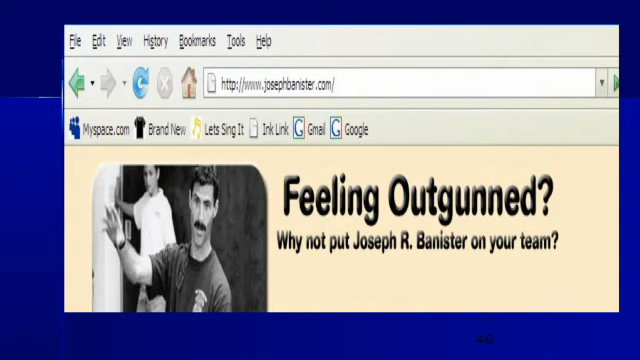 File Edit View History Bookmarks Tools Help
http://www.josephbanister.com/
Myspace.com Brand New Lets Sing It Ink Link Gmail Google
Feeling Outgunned?
Why not put Joseph R. Banister on your team?
40